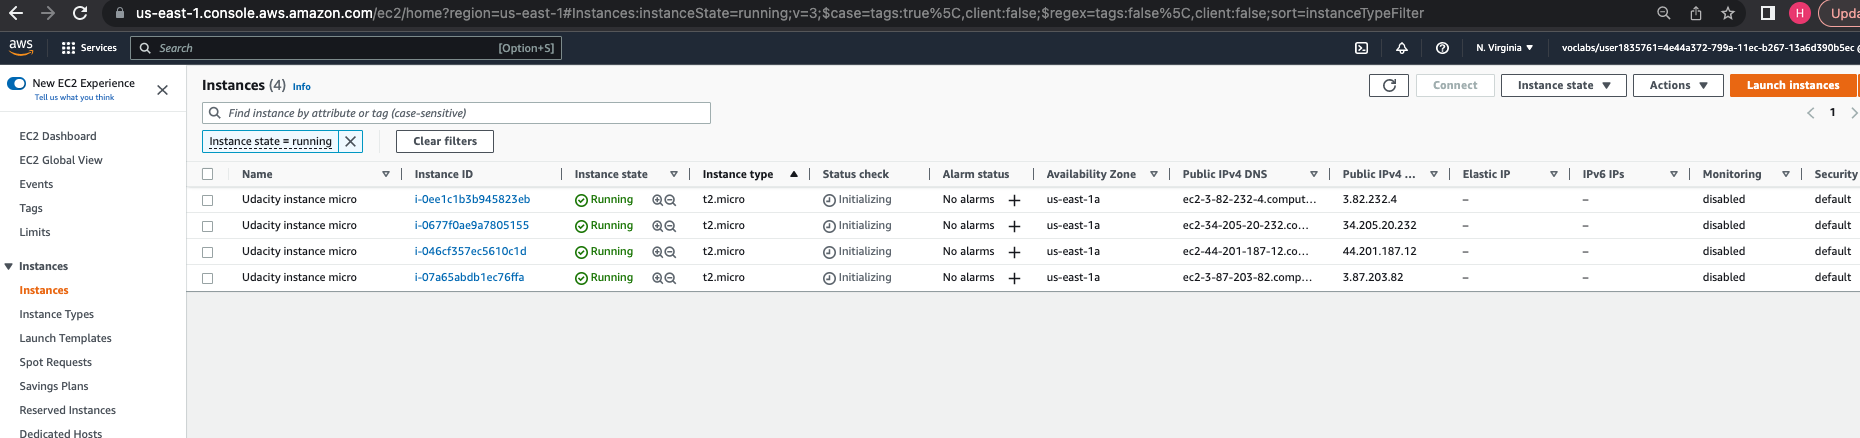 us-east-1.console.aws.amazon.com/ec2/home?region=us-east-1#Instances:instanceState=running;v=3;$case=tags:true%5C,client:false;$regex=tags:false%5C,client:false;sort=instanceTypeFilter
H
Upda
aws
Services
Search
[Option+S]
N. Virginia
voclabs/user1835761=4e44a372-799a-11ec-b267-13a6d390b5ec @
New EC2 Experience
Tell us what you think
EC2 Dashboard
EC2 Global View
Events
Tags
Limits
Instances
Instances
Instance Types
Launch Templates
Spot Requests
Savings Plans
Reserved Instances
Dedicated Hosts
Instances (4) Info
Connect
Instance state
Actions
Launch instances
Find instance by attribute or tag (case-sensitive)
1
Instance state = running
Clear filters
Name Instance ID Instance state Instance type Status check Alarm status Availability Zone Public IPv4 DNS Public IPv4 ... Elastic IP IPv6 IPs Monitoring Security
Udacity instance micro i-0ee1c1b3b945823eb Running t2.micro Initializing No alarms + us-east-1a ec2-3-82-232-4.comput... 3.82.232.4 – – disabled default
Udacity instance micro i-0677f0ae9a7805155 Running t2.micro Initializing No alarms + us-east-1a ec2-34-205-20-232.co... 34.205.20.232 – – disabled default
Udacity instance micro i-046cf357ec5610c1d Running t2.micro Initializing No alarms + us-east-1a ec2-44-201-187-12.co... 44.201.187.12 – – disabled default
Udacity instance micro i-07a65abdb1ec76ffa Running t2.micro Initializing No alarms + us-east-1a ec2-3-87-203-82.comp... 3.87.203.82 – – disabled default